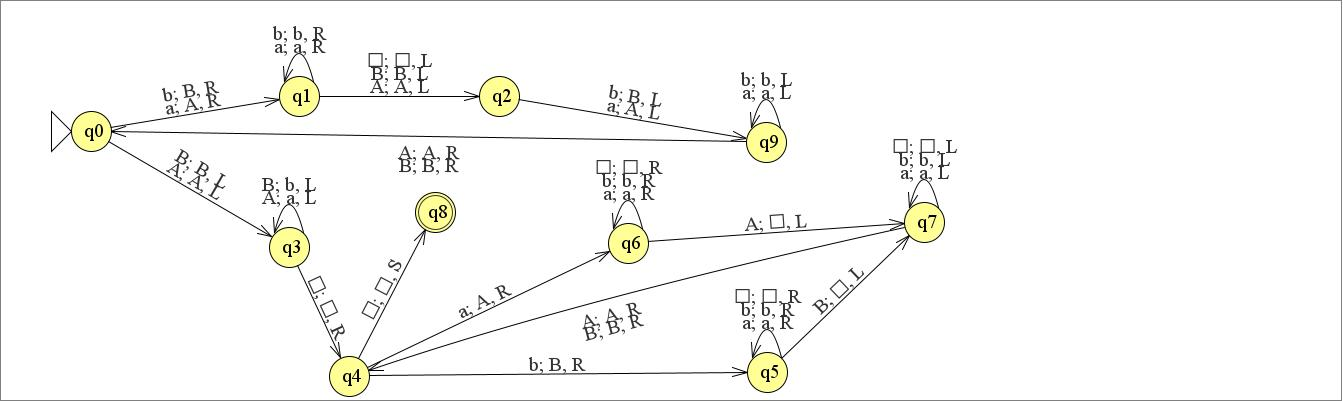 b; b, R
a; a, R
□; □, L
B; B, L
A; A, L
b; B, R
a; A, R
q1
q2
b; b, L
a; a, L
b; B, L
a; A, L
q0
q9
A; A, R
B; B, R
□; □, L
b; b, L
a; a, L
B; B, L
A; A, L
□; □, R
b; b, R
a; a, R
B; b, L
A; a, L
q8
A; □, L
q7
q3
q6
□; □, R
□; □, S
a; A, R
A; A, R
B; B, R
□; □, R
b; b, R
a; a, R
B; □, L
q4
b; B, R
q5